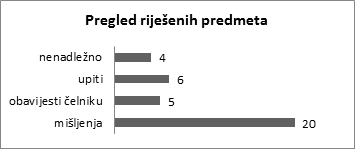 Pregled riješenih predmeta
nenadležno 4
upiti 6
obavijesti čelniku 5
mišljenja 20